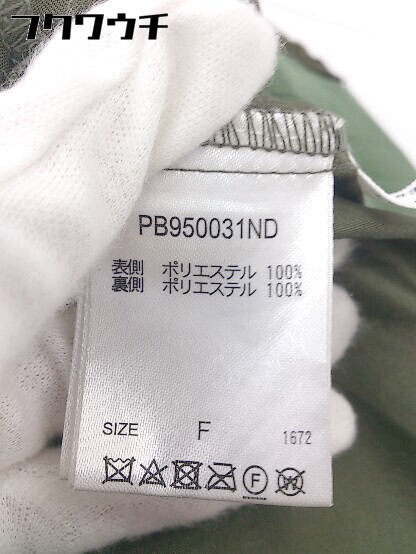 フクウウチ
PB950031ND
表側 ポリエステル 100%
裏側 ポリエステル 100%
SIZE F 1672